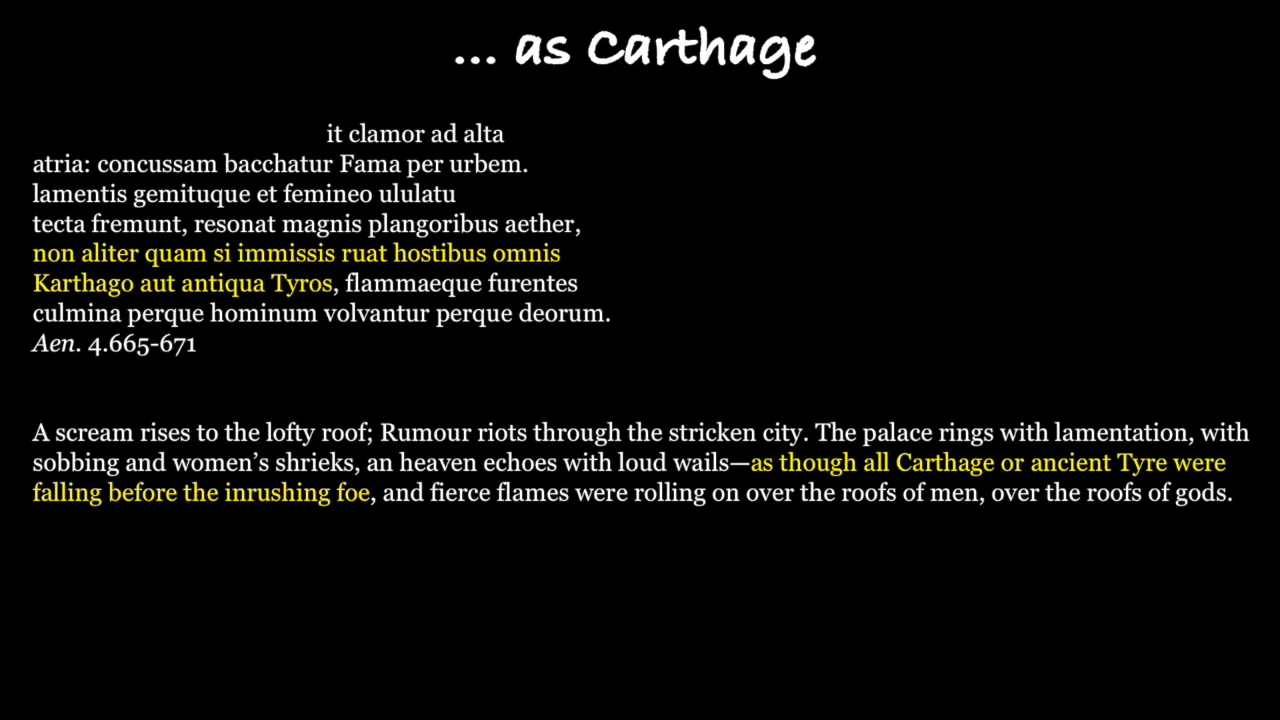 ... as Carthage
it clamor ad alta
atria: concussam bacchatur Fama per urbem.
lamentis gemituque et femineo ululatu
tecta fremunt, resonat magnis plangoribus aether,
non aliter quam si immissis ruat hostibus omnis
Karthago aut antiqua Tyros, flammaeque furentes
culmina perque hominum volvantur perque deorum.
Aen. 4.665-671
A scream rises to the lofty roof; Rumour riots through the stricken city. The palace rings with lamentation, with
sobbing and women’s shrieks, an heaven echoes with loud wails—as though all Carthage or ancient Tyre were
falling before the inrushing foe, and fierce flames were rolling on over the roofs of men, over the roofs of gods.